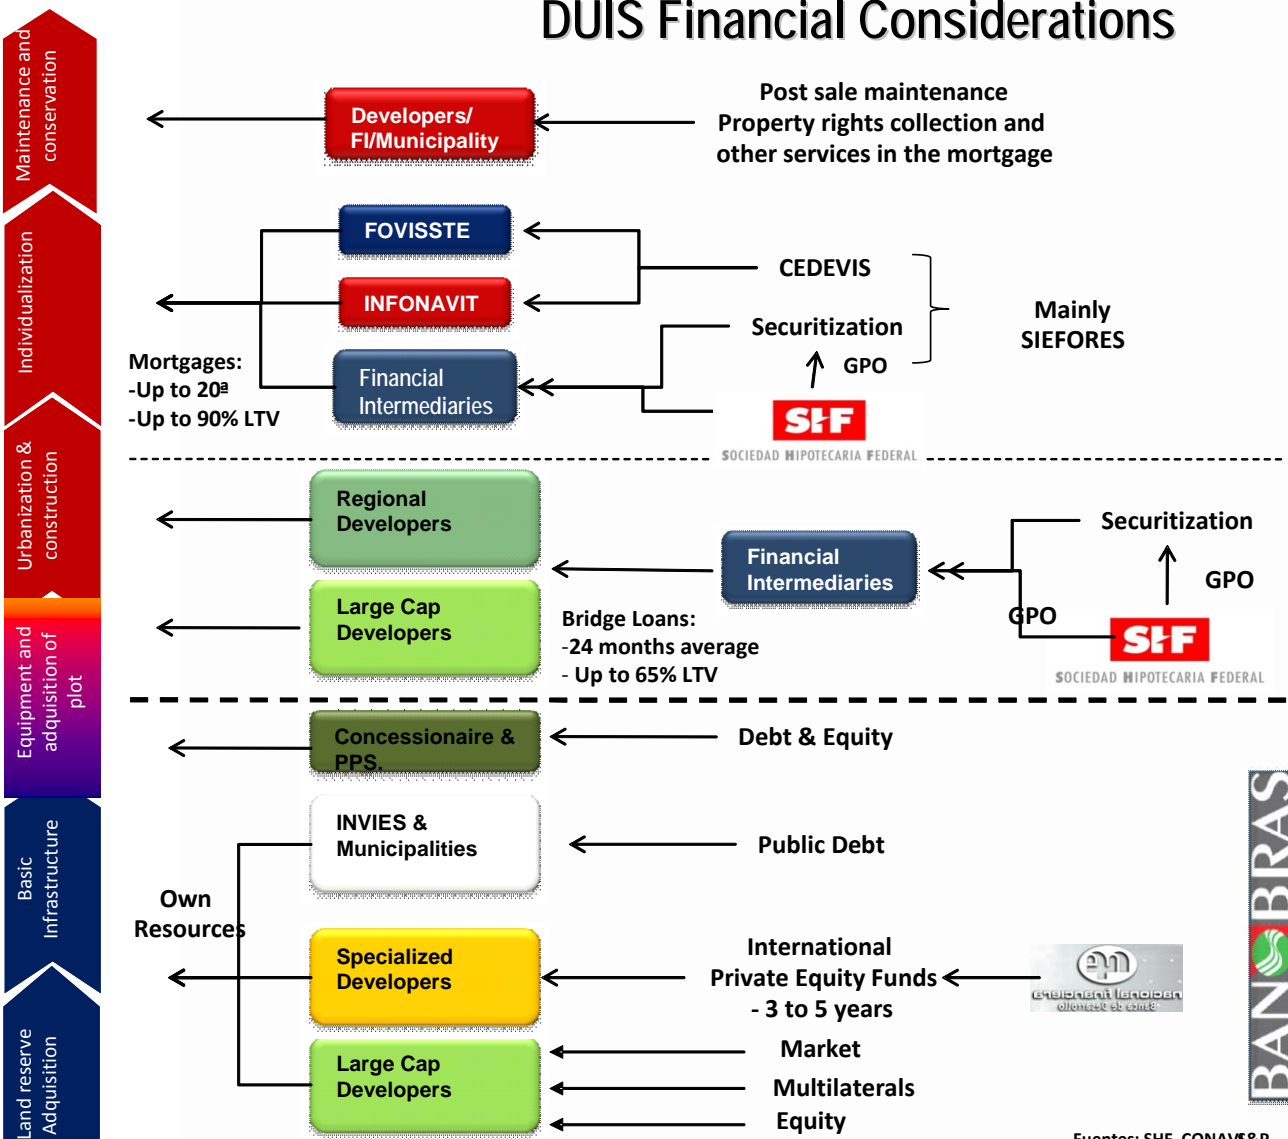 DUIS Financial Considerations
Maintenance and
conservation
Developers/
FI/Municipality
Post sale maintenance
Property rights collection and
other services in the mortgage
Individualization
FOVISSTE
INFONAVIT
Financial
Intermediaries
CEDEVIS
Securitization
GPO
Mainly
SIEFORES
Mortgages:
-Up to 20ª
-Up to 90% LTV
SHF
SOCIEDAD HIPOTECARIA FEDERAL
Urbanization &
construction
Regional
Developers
Large Cap
Developers
Financial
Intermediaries
Bridge Loans:
-24 months average
- Up to 65% LTV
Securitization
GPO
GPO
SHF
SOCIEDAD HIPOTECARIA FEDERAL
Equipment and
adquisition of
plot
Concessionaire &
PPS.
Debt & Equity
Basic
Infrastructure
INVIES &
Municipalities
Public Debt
Own
Resources
Specialized
Developers
International
Private Equity Funds
- 3 to 5 years
Land reserve
Adquisition
Large Cap
Developers
Market
Multilaterals
Equity
BANOBRAS
Fuentes: SHF, CONAVS&P